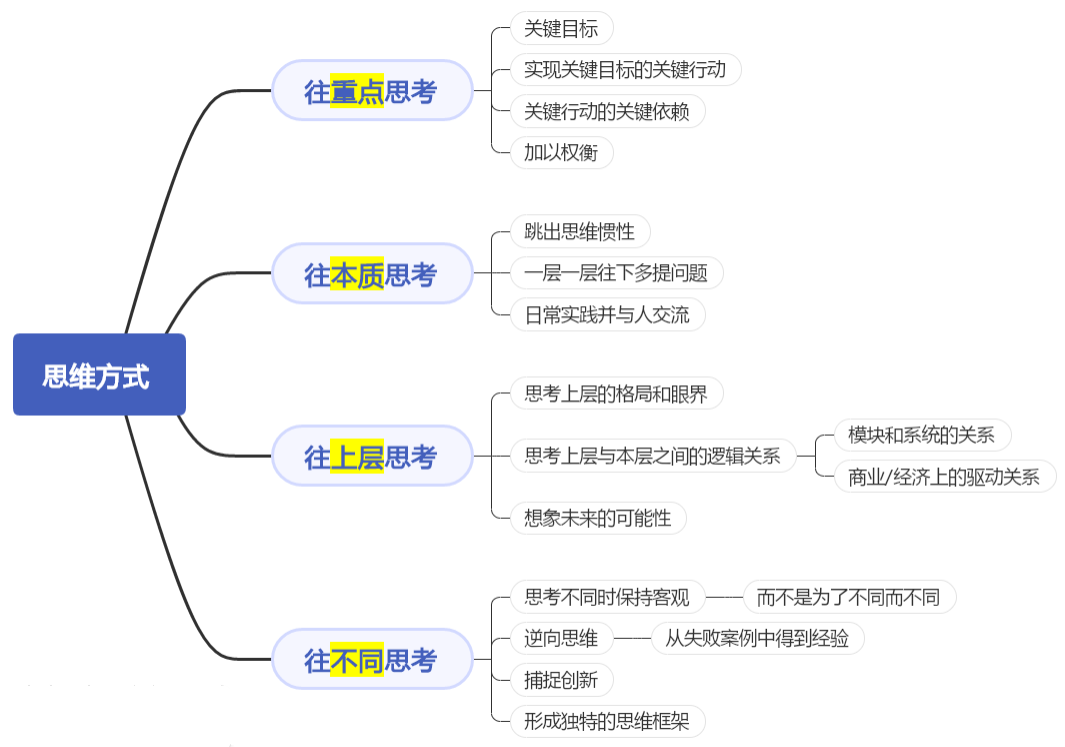 思维方式
往重点思考
关键目标
实现关键目标的关键行动
关键行动的关键依赖
加以权衡
往本质思考
跳出思维惯性
一层一层往下多提问题
日常实践并与人交流
往上层思考
思考上层的格局和眼界
思考上层与本层之间的逻辑关系
模块和系统的关系
商业/经济上的驱动关系
想象未来的可能性
往不同思考
思考不同时保持客观
而不是为了不同而不同
逆向思维
从失败案例中得到经验
捕捉创新
形成独特的思维框架